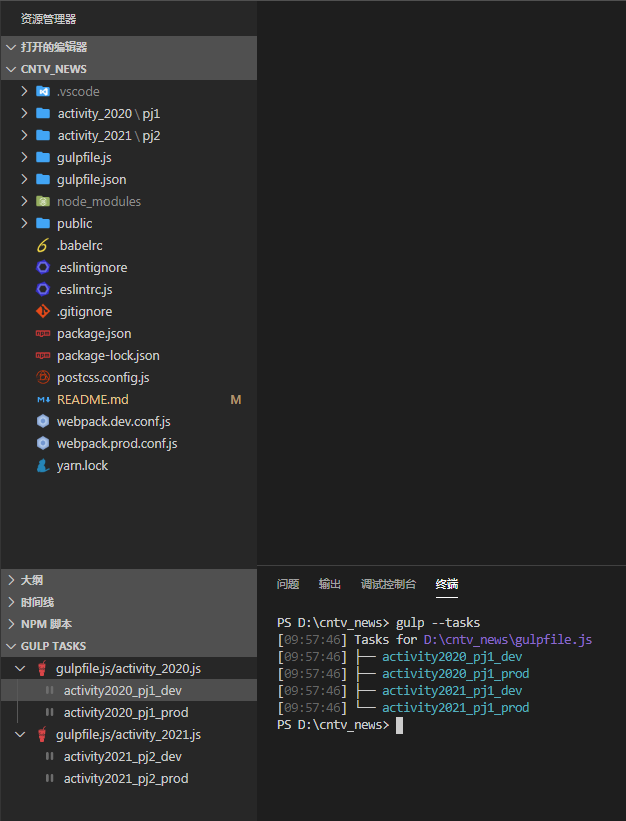 资源管理器
打开的编辑器
CNTV_NEWS
.vscode
activity_2020 \ pj1
activity_2021 \ pj2
gulpfile.js
gulpfile.json
node_modules
public
.babelrc
.eslintignore
.eslintrc.js
.gitignore
package.json
package-lock.json
postcss.config.js
README.md M
webpack.dev.conf.js
webpack.prod.conf.js
yarn.lock
大纲
时间线
NPM 脚本
GULP TASKS
gulpfile.js/activity_2020.js
activity2020_pj1_dev
activity2020_pj1_prod
gulpfile.js/activity_2021.js
activity2021_pj2_dev
activity2021_pj2_prod
问题 输出 调试控制台 终端
PS D:\cntv_news> gulp --tasks
[09:57:46] Tasks for D:\cntv_news\gulpfile.js
[09:57:46] ├── activity2020_pj1_dev
[09:57:46] ├── activity2020_pj1_prod
[09:57:46] ├── activity2021_pj1_dev
[09:57:46] └── activity2021_pj1_prod
PS D:\cntv_news>